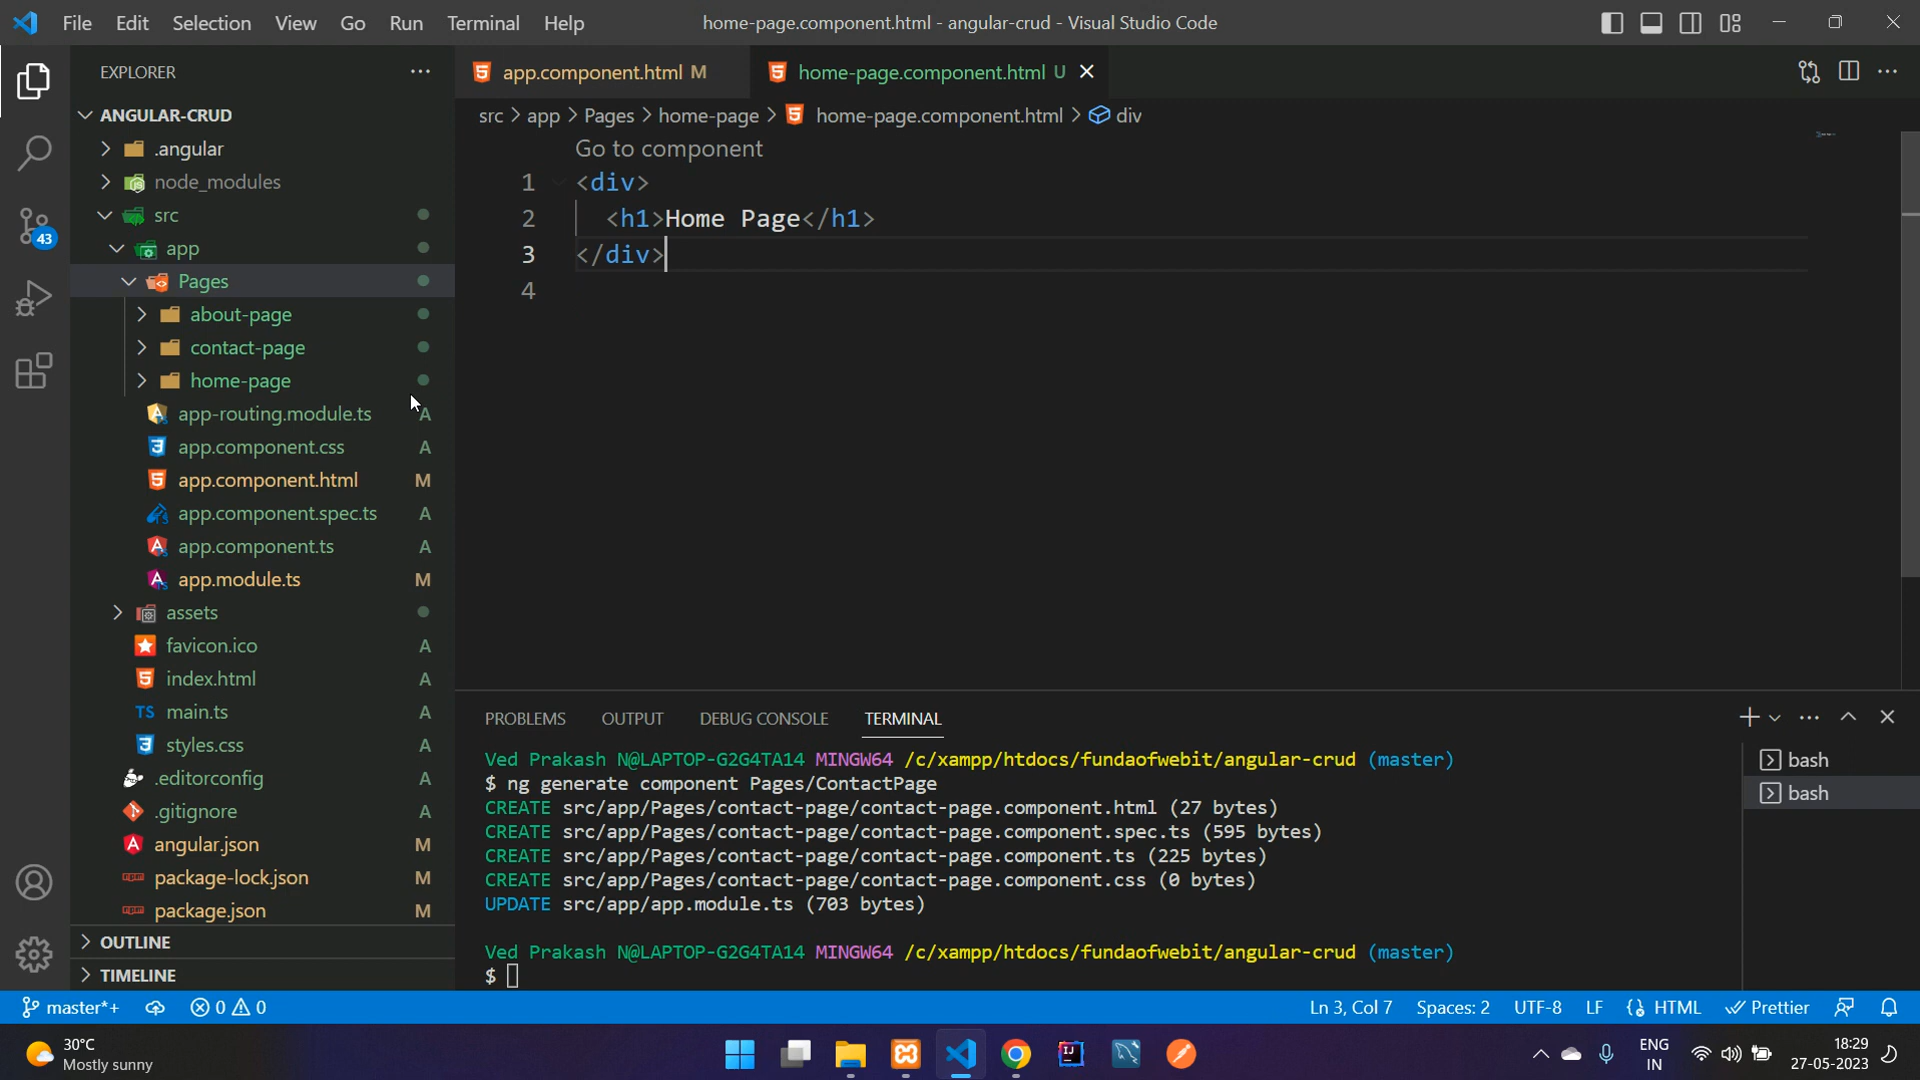 File Edit Selection View Go Run Terminal Help
home-page.component.html - angular-crud - Visual Studio Code
EXPLORER
ANGULAR-CRUD
.angular
node_modules
src
app
Pages
about-page
contact-page
home-page
app-routing.module.ts A
app.component.css A
app.component.html M
app.component.spec.ts A
app.component.ts A
app.module.ts M
assets
favicon.ico A
index.html A
TS main.ts A
styles.css A
.editorconfig A
.gitignore A
angular.json M
package-lock.json M
package.json M
OUTLINE
TIMELINE
43
app.component.html M
home-page.component.html U
src > app > Pages > home-page > home-page.component.html > div
Go to component
1 <div>
2 <h1>Home Page</h1>
3 </div>
4
PROBLEMS OUTPUT DEBUG CONSOLE TERMINAL
Ved Prakash N@LAPTOP-G2G4TA14 MINGW64 /c/xampp/htdocs/fundaofwebit/angular-crud (master)
$ ng generate component Pages/ContactPage
CREATE src/app/Pages/contact-page/contact-page.component.html (27 bytes)
CREATE src/app/Pages/contact-page/contact-page.component.spec.ts (595 bytes)
CREATE src/app/Pages/contact-page/contact-page.component.ts (225 bytes)
CREATE src/app/Pages/contact-page/contact-page.component.css (0 bytes)
UPDATE src/app/app.module.ts (703 bytes)
Ved Prakash N@LAPTOP-G2G4TA14 MINGW64 /c/xampp/htdocs/fundaofwebit/angular-crud (master)
$
bash
bash
master*+ 0 0
Ln 3, Col 7 Spaces: 2 UTF-8 LF HTML Prettier
30°C
Mostly sunny
ENG
IN
18:29
27-05-2023